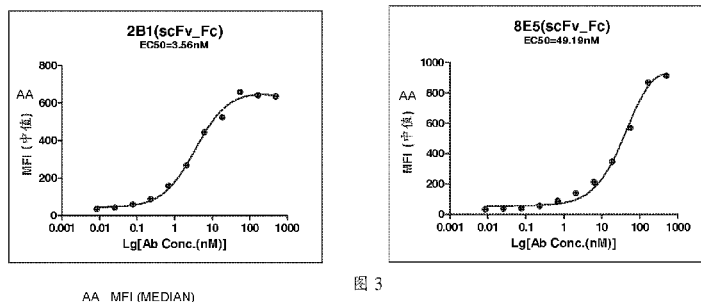 2B1(scFv_Fc)
EC50=3.56nM
AA
MFI (中值)
800
600
400
200
0
0.001 0.01 0.1 1 10 100 1000
Lg[Ab Conc.(nM)]
8E5(scFv_Fc)
EC50=49.19nM
AA
MFI (中值)
1000
800
600
400
200
0
0.001 0.01 0.1 1 10 100 1000
Lg[Ab Conc.(nM)]
图 3
AA MFI (MEDIAN)